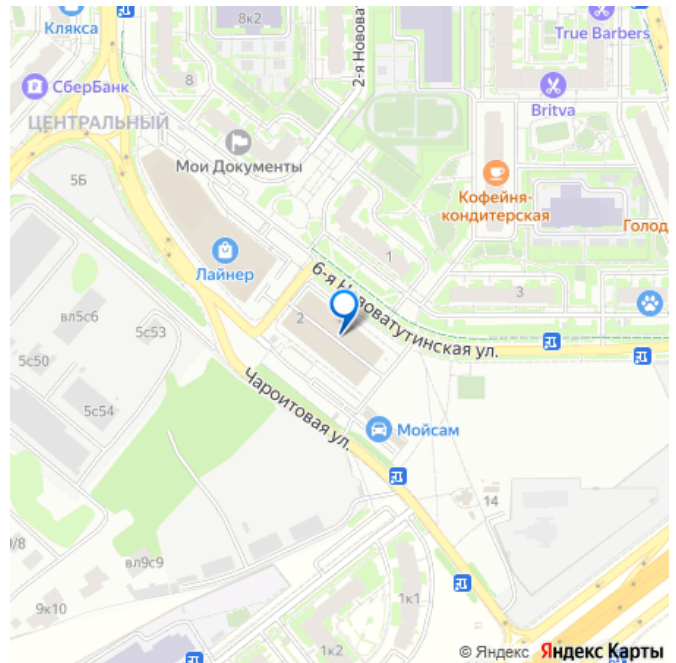 Клякса
8к2
2-я Новова
True Barbers
СберБанк
8
Britva
ЦЕНТРАЛЬНЫЙ
Мои Документы
5Б
Кофейня-
кондитерская
Голод
Лайнер
1
6-я Нововатутинская ул.
3
вл5с6
5с53
2
5с50
5с54
Чароитовая ул.
Мойсам
14
0/8
вл9с9
9к10
1к1
1к2
© Яндекс Яндекс Карты